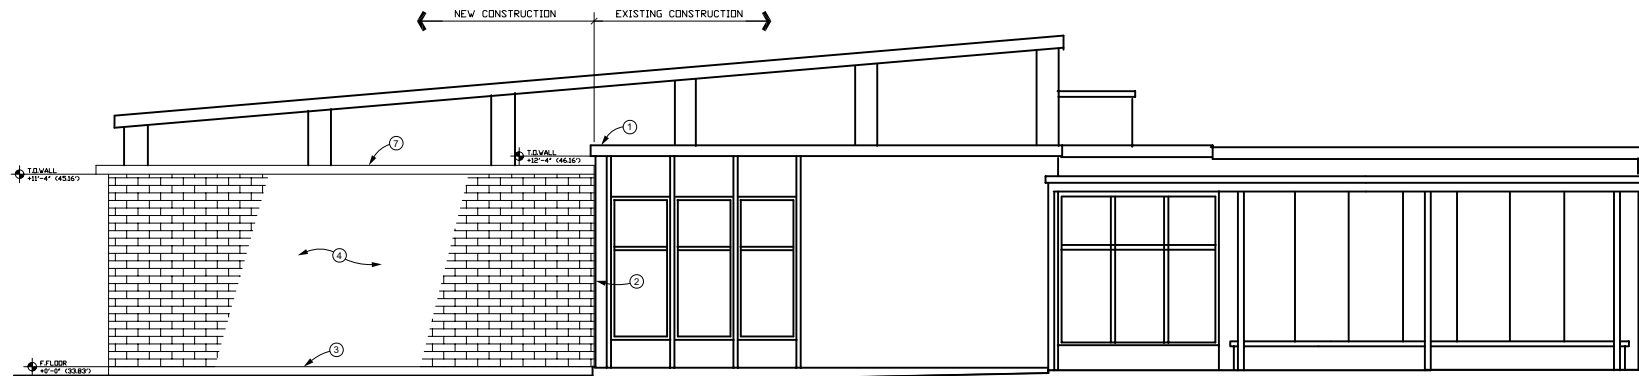 NEW CONSTRUCTION
EXISTING CONSTRUCTION
1
7
T.O.WALL
+12'-4" (46.16')
T.O.WALL
+11'-4" (45.16')
4
2
3
F.FLOOR
+0'-0" (33.83')